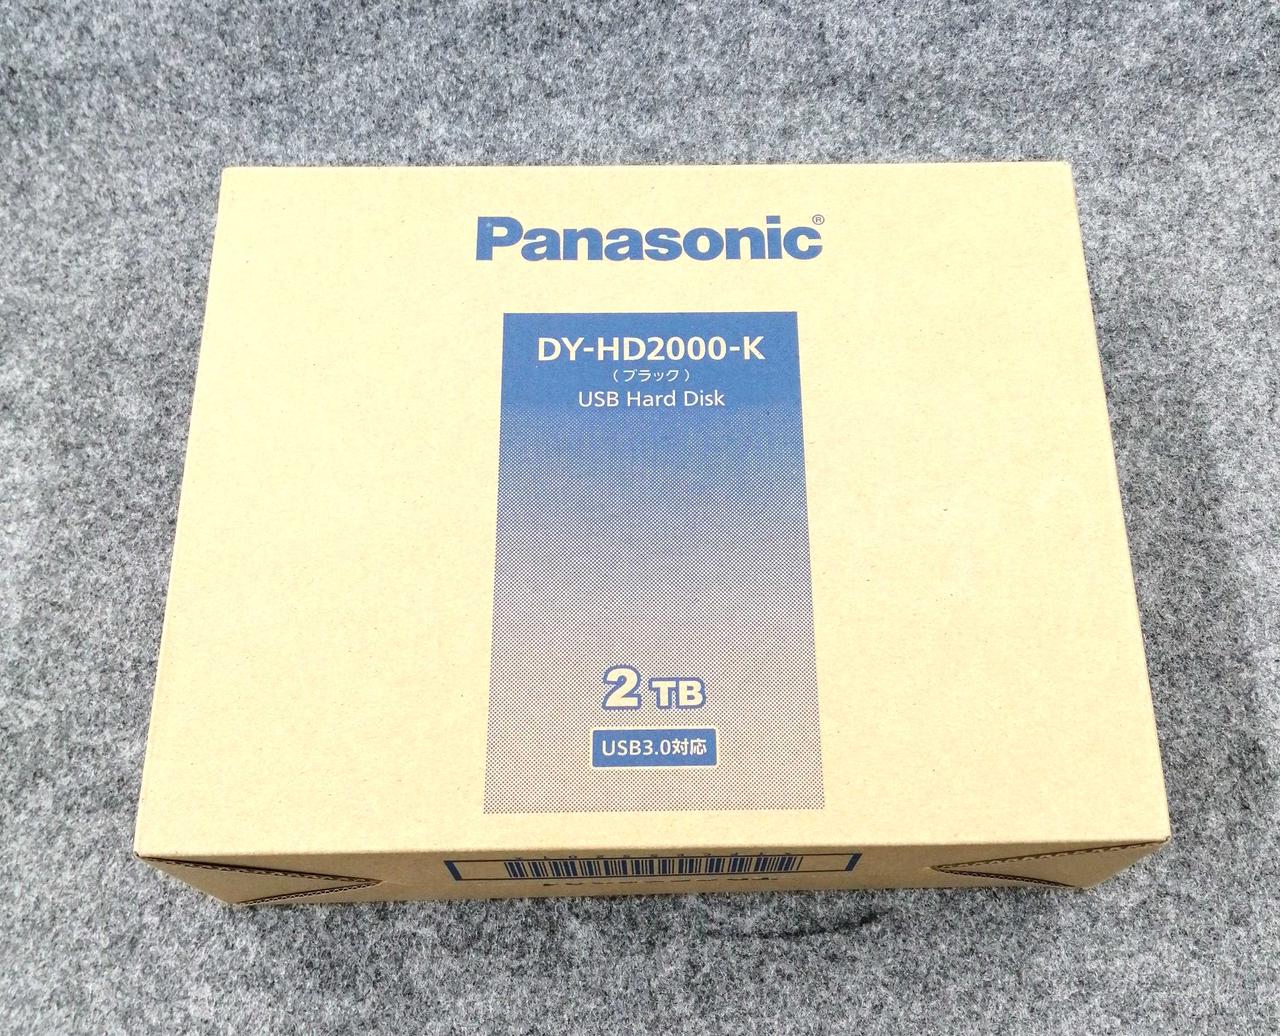 Panasonic®
DY-HD2000-K
(ブラック)
USB Hard Disk
2 TB
USB3.0対応